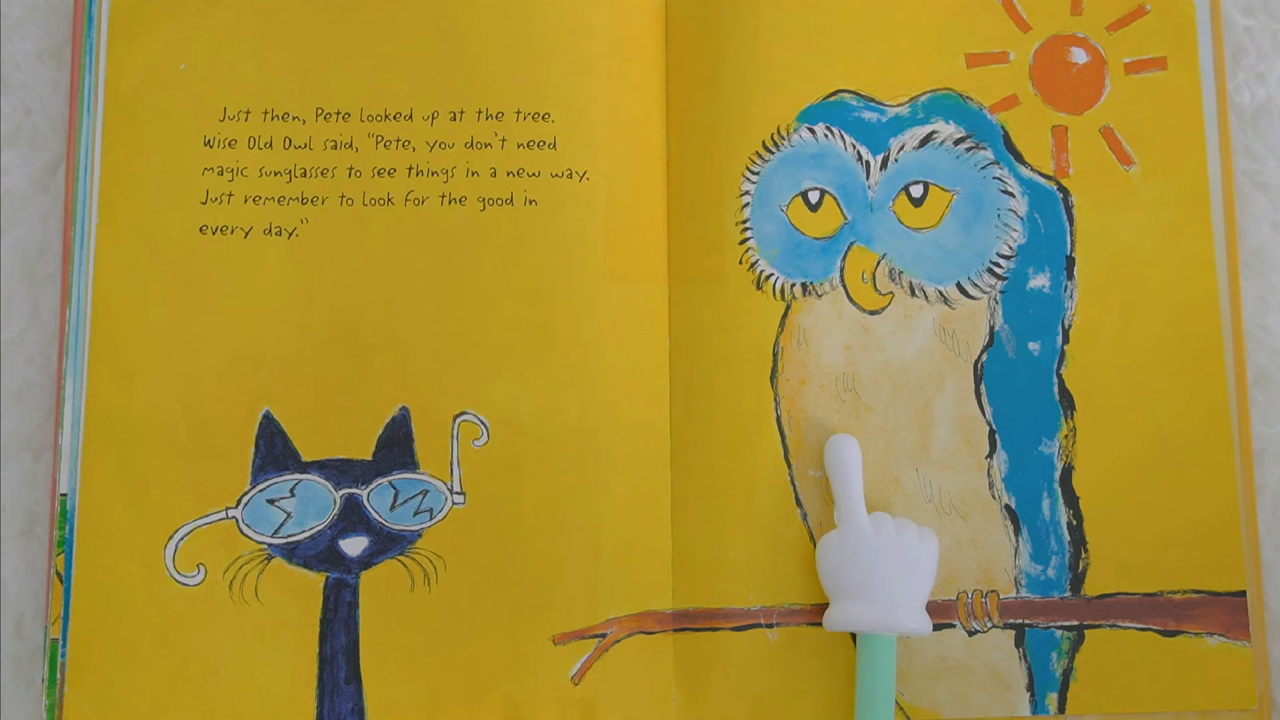 Just then, Pete looked up at the tree.
Wise Old Owl said, “Pete, you don't need
magic sunglasses to see things in a new way.
Just remember to look for the good in
every day.”